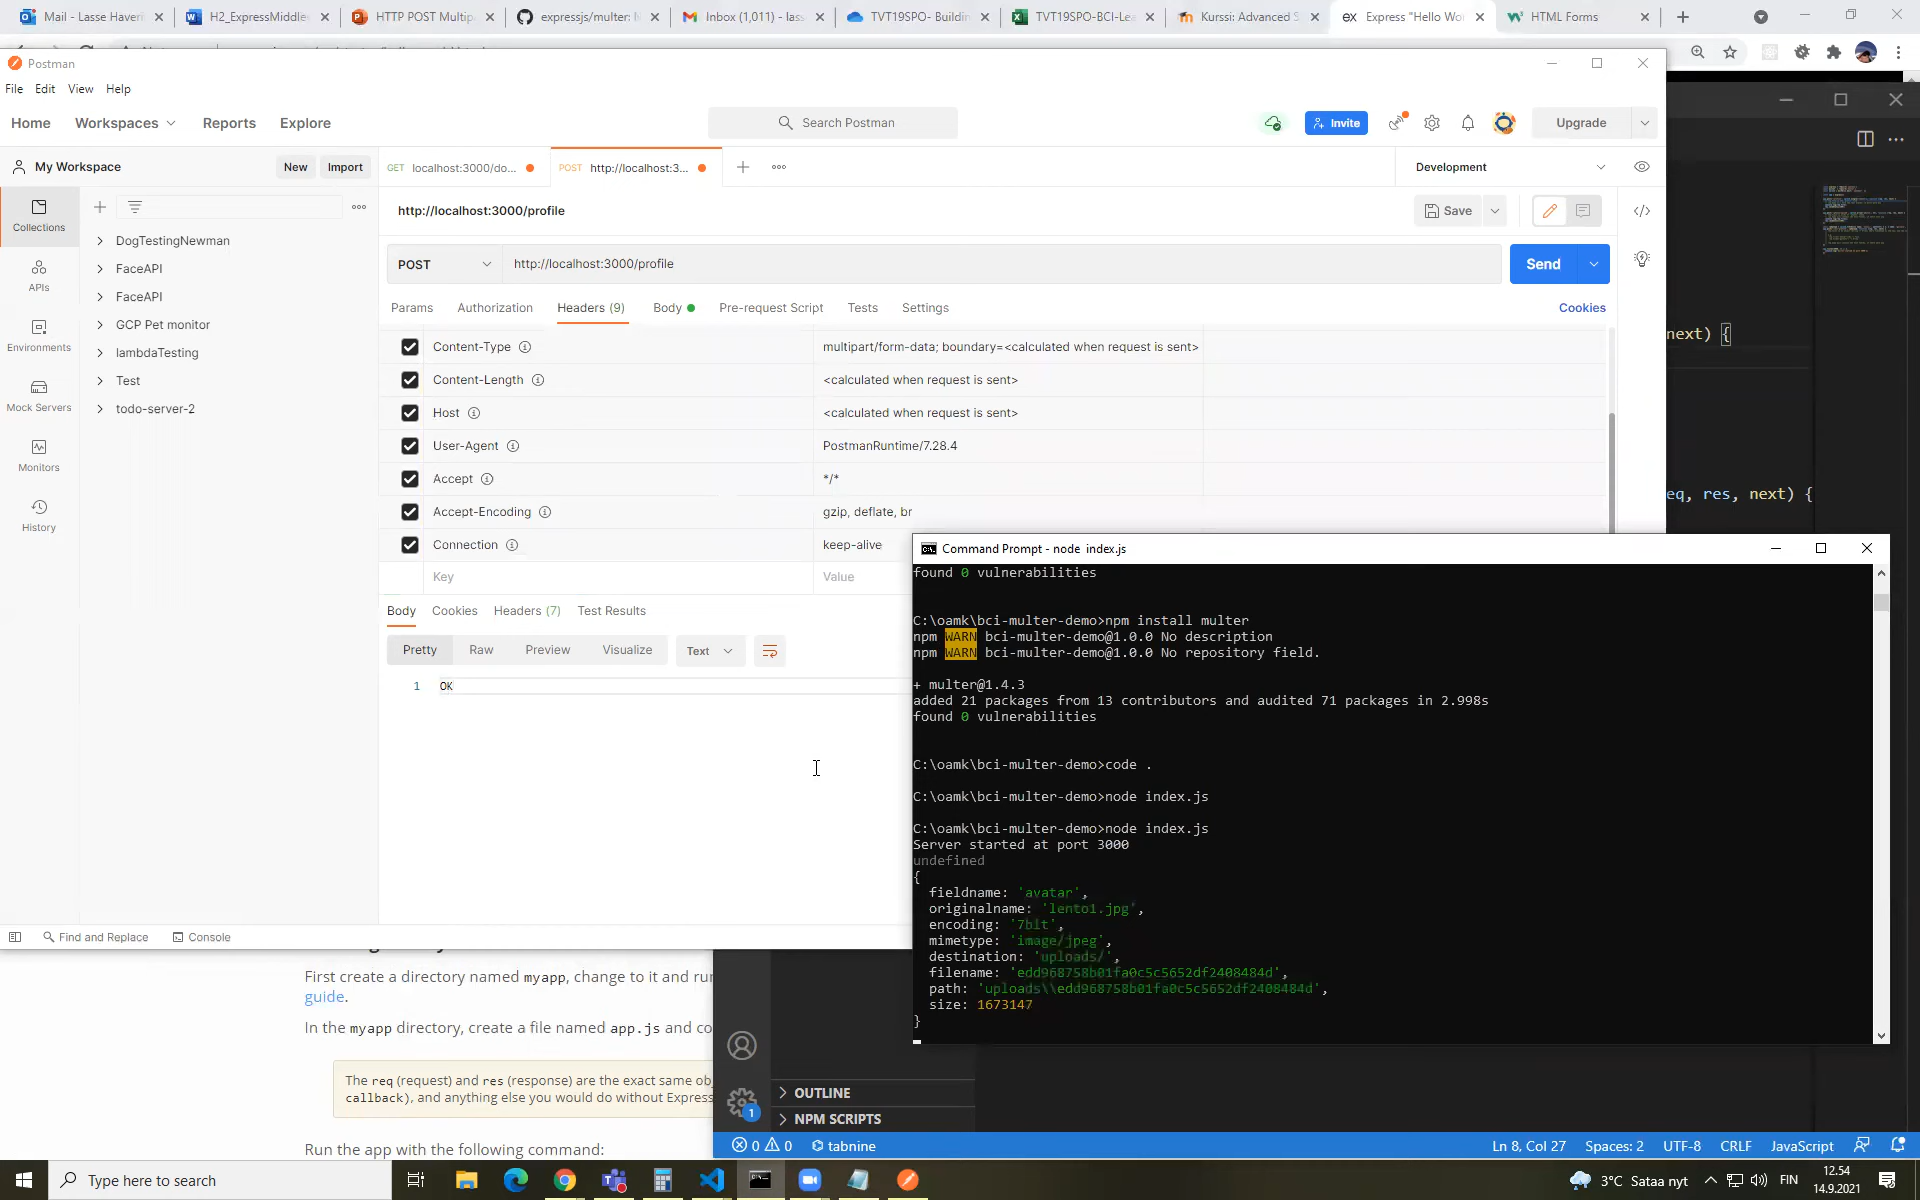 Mail - Lasse Haveri
H2_ExpressMiddle
HTTP POST Multip
expressjs/multer:
Inbox (1,011) - las
TVT19SPO- Buildin
TVT19SPO-BCI-Le
Kurssi: Advanced S
Express "Hello Wo
HTML Forms
Postman
File Edit View Help
Home Workspaces Reports Explore
Search Postman
Invite
Upgrade
My Workspace
New Import
GET localhost:3000/do...
POST http://localhost:3...
Development
Collections
APIs
Environments
Mock Servers
Monitors
History
DogTestingNewman
FaceAPI
FaceAPI
GCP Pet monitor
lambdaTesting
Test
todo-server-2
http://localhost:3000/profile
Save
POST http://localhost:3000/profile
Send
Params Authorization Headers (9) Body Pre-request Script Tests Settings
Cookies
Content-Type multipart/form-data; boundary=<calculated when request is sent>
Content-Length <calculated when request is sent>
Host <calculated when request is sent>
User-Agent PostmanRuntime/7.28.4
Accept */*
Accept-Encoding gzip, deflate, br
Connection keep-alive
Key Value
Body Cookies Headers (7) Test Results
Pretty Raw Preview Visualize Text
1 OK
Find and Replace Console
next) {
eq, res, next) {
Command Prompt - node index.js
found 0 vulnerabilities
C:\oamk\bci-multer-demo>npm install multer
npm WARN bci-multer-demo@1.0.0 No description
npm WARN bci-multer-demo@1.0.0 No repository field.
+ multer@1.4.3
added 21 packages from 13 contributors and audited 71 packages in 2.998s
found 0 vulnerabilities
C:\oamk\bci-multer-demo>code .
C:\oamk\bci-multer-demo>node index.js
C:\oamk\bci-multer-demo>node index.js
Server started at port 3000
undefined
{
fieldname: 'avatar',
originalname: 'lento1.jpg',
encoding: '7bit',
mimetype: 'image/jpeg',
destination: 'uploads/',
filename: 'edd968758b01fa0c5c5652df2408484d',
path: 'uploads\\edd968758b01fa0c5c5652df2408484d',
size: 1673147
}
First create a directory named myapp, change to it and ru
guide.
In the myapp directory, create a file named app.js and co
The req (request) and res (response) are the exact same ob
callback), and anything else you would do without Express
Run the app with the following command:
OUTLINE
NPM SCRIPTS
1
0 0 tabnine
Ln 8, Col 27 Spaces: 2 UTF-8 CRLF JavaScript
Type here to search
3°C Sataa nyt
FIN
12.54
14.9.2021